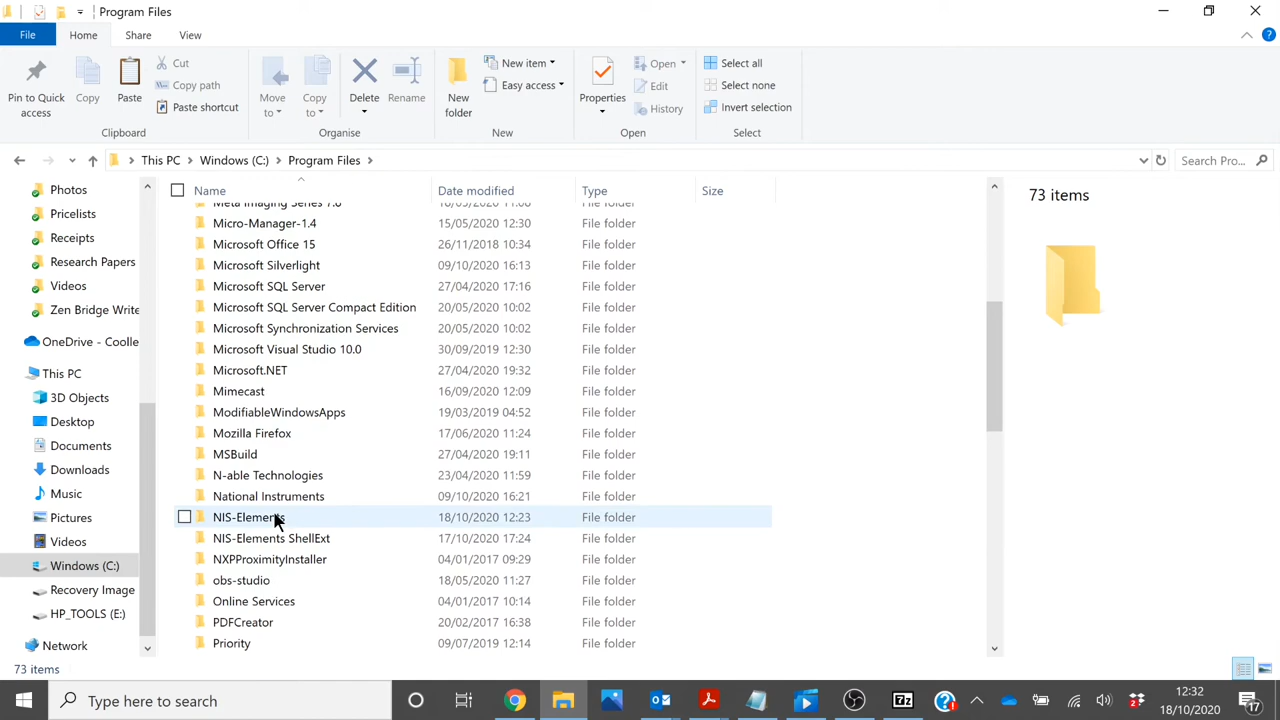 Program Files
File
Home
Share
View
Pin to Quick access
Copy
Paste
Cut
Copy path
Paste shortcut
Clipboard
Move to
Copy to
Delete
Rename
Organise
New folder
New item
Easy access
New
Properties
Open
Edit
History
Open
Select all
Select none
Invert selection
Select
This PC > Windows (C:) > Program Files >
Search Pro...
Photos
Pricelists
Receipts
Research Papers
Videos
Zen Bridge Write
OneDrive - Coolle
This PC
3D Objects
Desktop
Documents
Downloads
Music
Pictures
Videos
Windows (C:)
Recovery Image
HP_TOOLS (E:)
Network
Name Date modified Type Size
Meta Imaging Series 7.8
Micro-Manager-1.4 15/05/2020 12:30 File folder
Microsoft Office 15 26/11/2018 10:34 File folder
Microsoft Silverlight 09/10/2020 16:13 File folder
Microsoft SQL Server 27/04/2020 17:16 File folder
Microsoft SQL Server Compact Edition 20/05/2020 10:02 File folder
Microsoft Synchronization Services 20/05/2020 10:02 File folder
Microsoft Visual Studio 10.0 30/09/2019 12:30 File folder
Microsoft.NET 27/04/2020 19:32 File folder
Mimecast 16/09/2020 12:09 File folder
ModifiableWindowsApps 19/03/2019 04:52 File folder
Mozilla Firefox 17/06/2020 11:24 File folder
MSBuild 27/04/2020 19:11 File folder
N-able Technologies 23/04/2020 11:59 File folder
National Instruments 09/10/2020 16:21 File folder
NIS-Elements 18/10/2020 12:23 File folder
NIS-Elements ShellExt 17/10/2020 17:24 File folder
NXPProximityInstaller 04/01/2017 09:29 File folder
obs-studio 18/05/2020 11:27 File folder
Online Services 04/01/2017 10:14 File folder
PDFCreator 20/02/2017 16:38 File folder
Priority 09/07/2019 12:14 File folder
73 items
73 items
Type here to search
12:32
18/10/2020
17